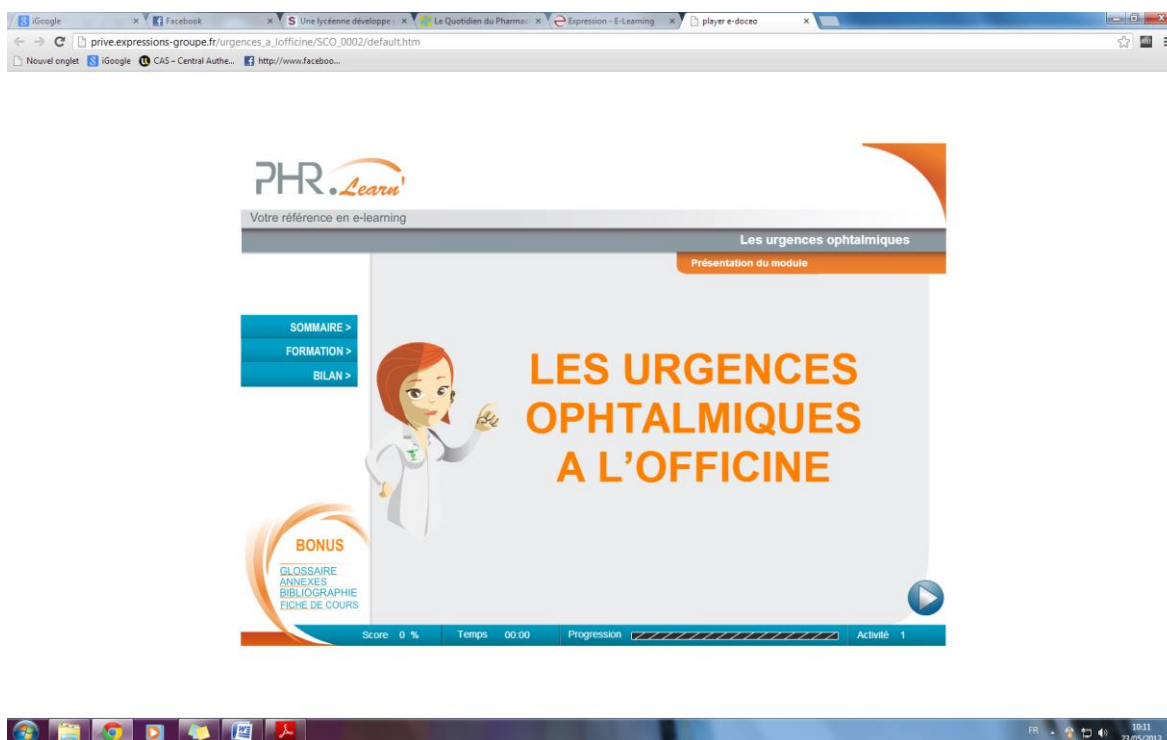 iGoogle
Facebook
S Une lycéenne développe
Le Quotidien du Pharmac
Expression - E-Learning
player e-doceo
prive.expressions-groupe.fr/urgences_a_lofficine/SCO_0002/default.htm
Nouvel onglet
iGoogle
CAS – Central Authe...
http://www.faceboo...
PHR.Learn'
Votre référence en e-learning
Les urgences ophtalmiques
Présentation du module
SOMMAIRE >
FORMATION >
BILAN >
LES URGENCES
OPHTALMIQUES
A L'OFFICINE
BONUS
GLOSSAIRE
ANNEXES
BIBLIOGRAPHIE
FICHE DE COURS
Score 0 %
Temps 00:00
Progression
Activité 1
FR
10:11
23/05/2013